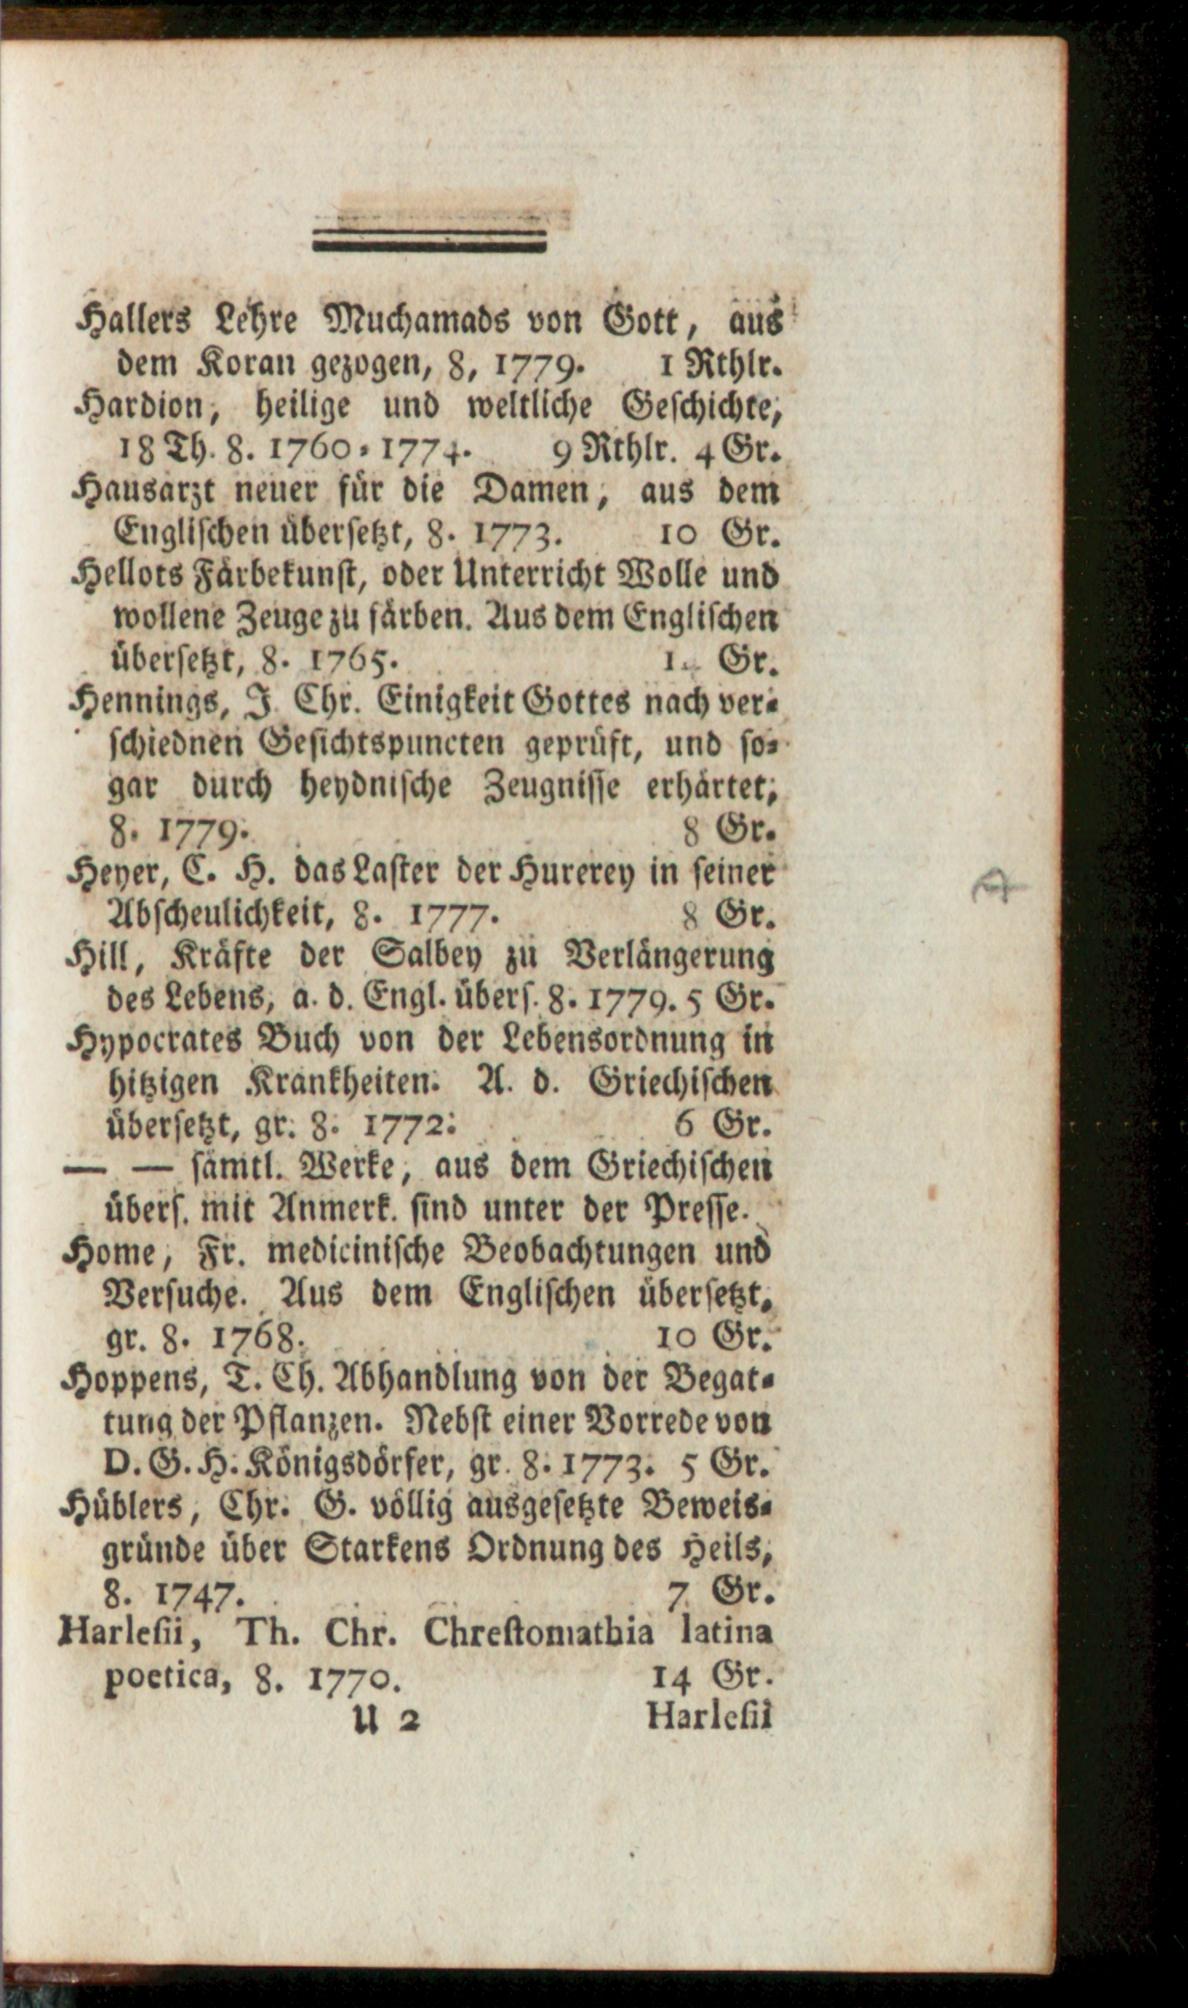 Hallers Lehre Muchamads von Gott, aus
dem Koran gezogen, 8, 1779. 1 Rthlr.
Hardion, heilige und weltliche Geschichte,
18 Th. 8. 1760-1774. 9 Rthlr. 4 Gr.
Hausarzt neuer für die Damen, aus dem
Englischen übersetzt, 8. 1773. 10 Gr.
Hellots Färbekunst, oder Unterricht Wolle und
wollene Zeuge zu färben. Aus dem Englischen
übersetzt, 8. 1765. Gr.
Hennings, J. Chr. Einigkeit Gottes nach ver-
schiednen Gesichtspuncten geprüft, und so-
gar durch heydnische Zeugnisse erhärtet,
8. 1779. 8 Gr.
Heyer, C. H. das Laster der Hurerey in seiner
Abscheulichkeit, 8. 1777. 8 Gr.
Hill, Kräfte der Salbey zu Verlängerung
des Lebens, a. d. Engl. übers. 8. 1779. 5 Gr.
Hypocrates Buch von der Lebensordnung in
hitzigen Krankheiten. A. d. Griechischen
übersetzt, gr. 8. 1772. 6 Gr.
— — sämtl. Werke, aus dem Griechischen
übers. mit Anmerk. sind unter der Presse.
Home, Fr. medicinische Beobachtungen und
Versuche. Aus dem Englischen übersetzt,
gr. 8. 1768. 10 Gr.
Hoppens, T. Ch. Abhandlung von der Begat-
tung der Pflanzen. Nebst einer Vorrede von
D. G. H. Königsdörfer, gr. 8. 1773. 5 Gr.
Hüblers, Chr. G. völlig ausgesetzte Beweis-
gründe über Starkens Ordnung des Heils,
8. 1747. 7 Gr.
Harlesii, Th. Chr. Chrestomathia latina
poetica, 8. 1770. 14 Gr.
U 2 Harlesii